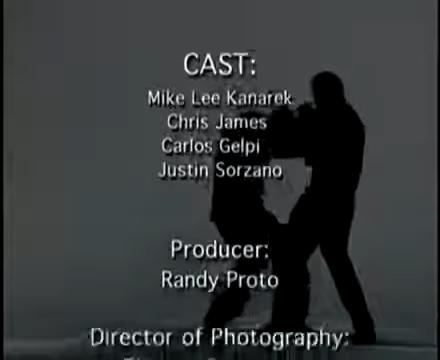 CAST:
Mike Lee Kanarek
Chris James
Carlos Gelpi
Justin Sorzano
Producer:
Randy Proto
Director of Photography: